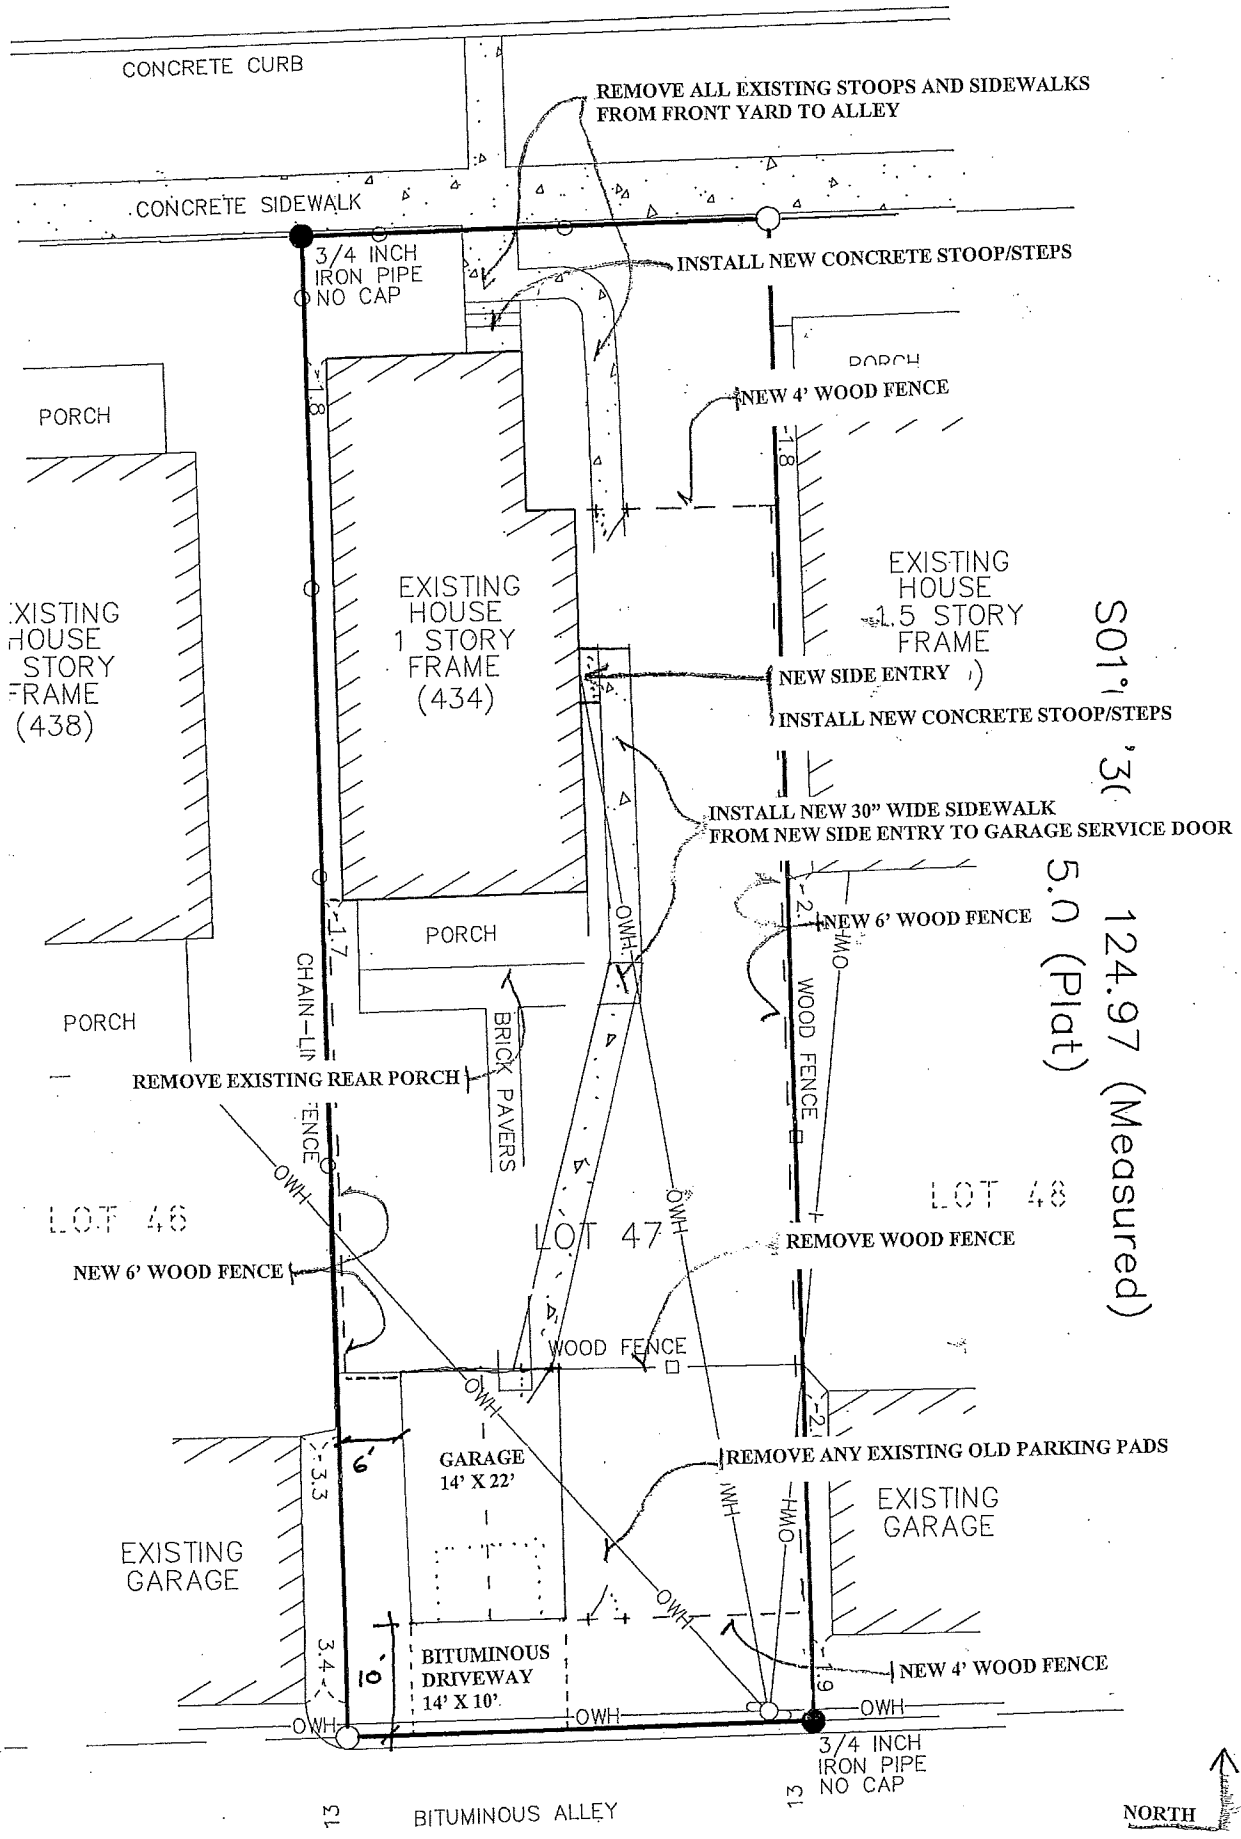 CONCRETE CURB
REMOVE ALL EXISTING STOOPS AND SIDEWALKS
FROM FRONT YARD TO ALLEY
CONCRETE SIDEWALK
3/4 INCH
IRON PIPE
NO CAP
INSTALL NEW CONCRETE STOOP/STEPS
PORCH
1.8
PORCH
NEW 4' WOOD FENCE
1.8
EXISTING
HOUSE
1.5 STORY
FRAME
EXISTING
HOUSE
1 STORY
FRAME
(434)
XISTING
HOUSE
STORY
FRAME
(438)
NEW SIDE ENTRY
INSTALL NEW CONCRETE STOOP/STEPS
S01°
124.97 (Measured)
5.0 (Plat)
INSTALL NEW 30" WIDE SIDEWALK
FROM NEW SIDE ENTRY TO GARAGE SERVICE DOOR
NEW 6' WOOD FENCE
OWH
OWH
1.7
PORCH
WOOD FENCE
PORCH
CHAIN-LIN
ENCE
BRICK PAVERS
REMOVE EXISTING REAR PORCH
OWH
OWH
LOT 46
LOT 47
LOT 48
REMOVE WOOD FENCE
NEW 6' WOOD FENCE
WOOD FENCE
OWH
6'
3.3
GARAGE
14' X 22'
REMOVE ANY EXISTING OLD PARKING PADS
WH
OWH
EXISTING
GARAGE
EXISTING
GARAGE
OWH
3.4
10'
BITUMINOUS
DRIVEWAY
14' X 10'
NEW 4' WOOD FENCE
1.9
OWH
OWH
OWH
3/4 INCH
IRON PIPE
NO CAP
13
BITUMINOUS ALLEY
13
NORTH